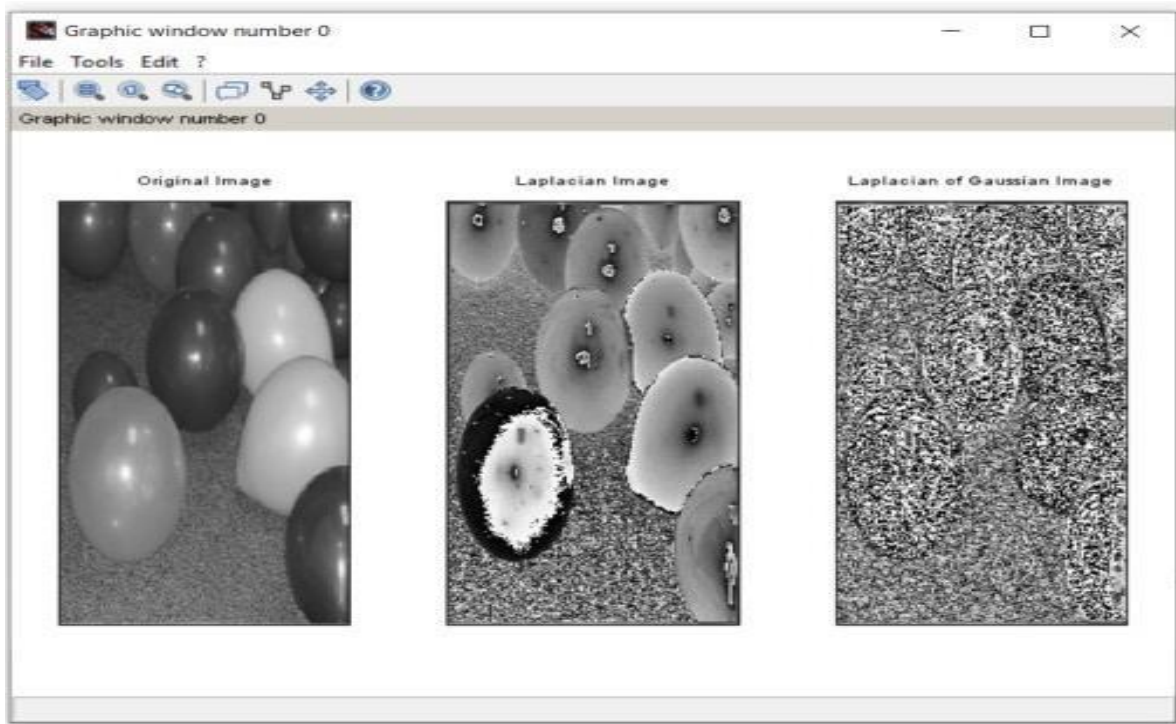 Graphic window number 0
File Tools Edit ?
Graphic window number 0
Original Image
Laplacian Image
Laplacian of Gaussian Image